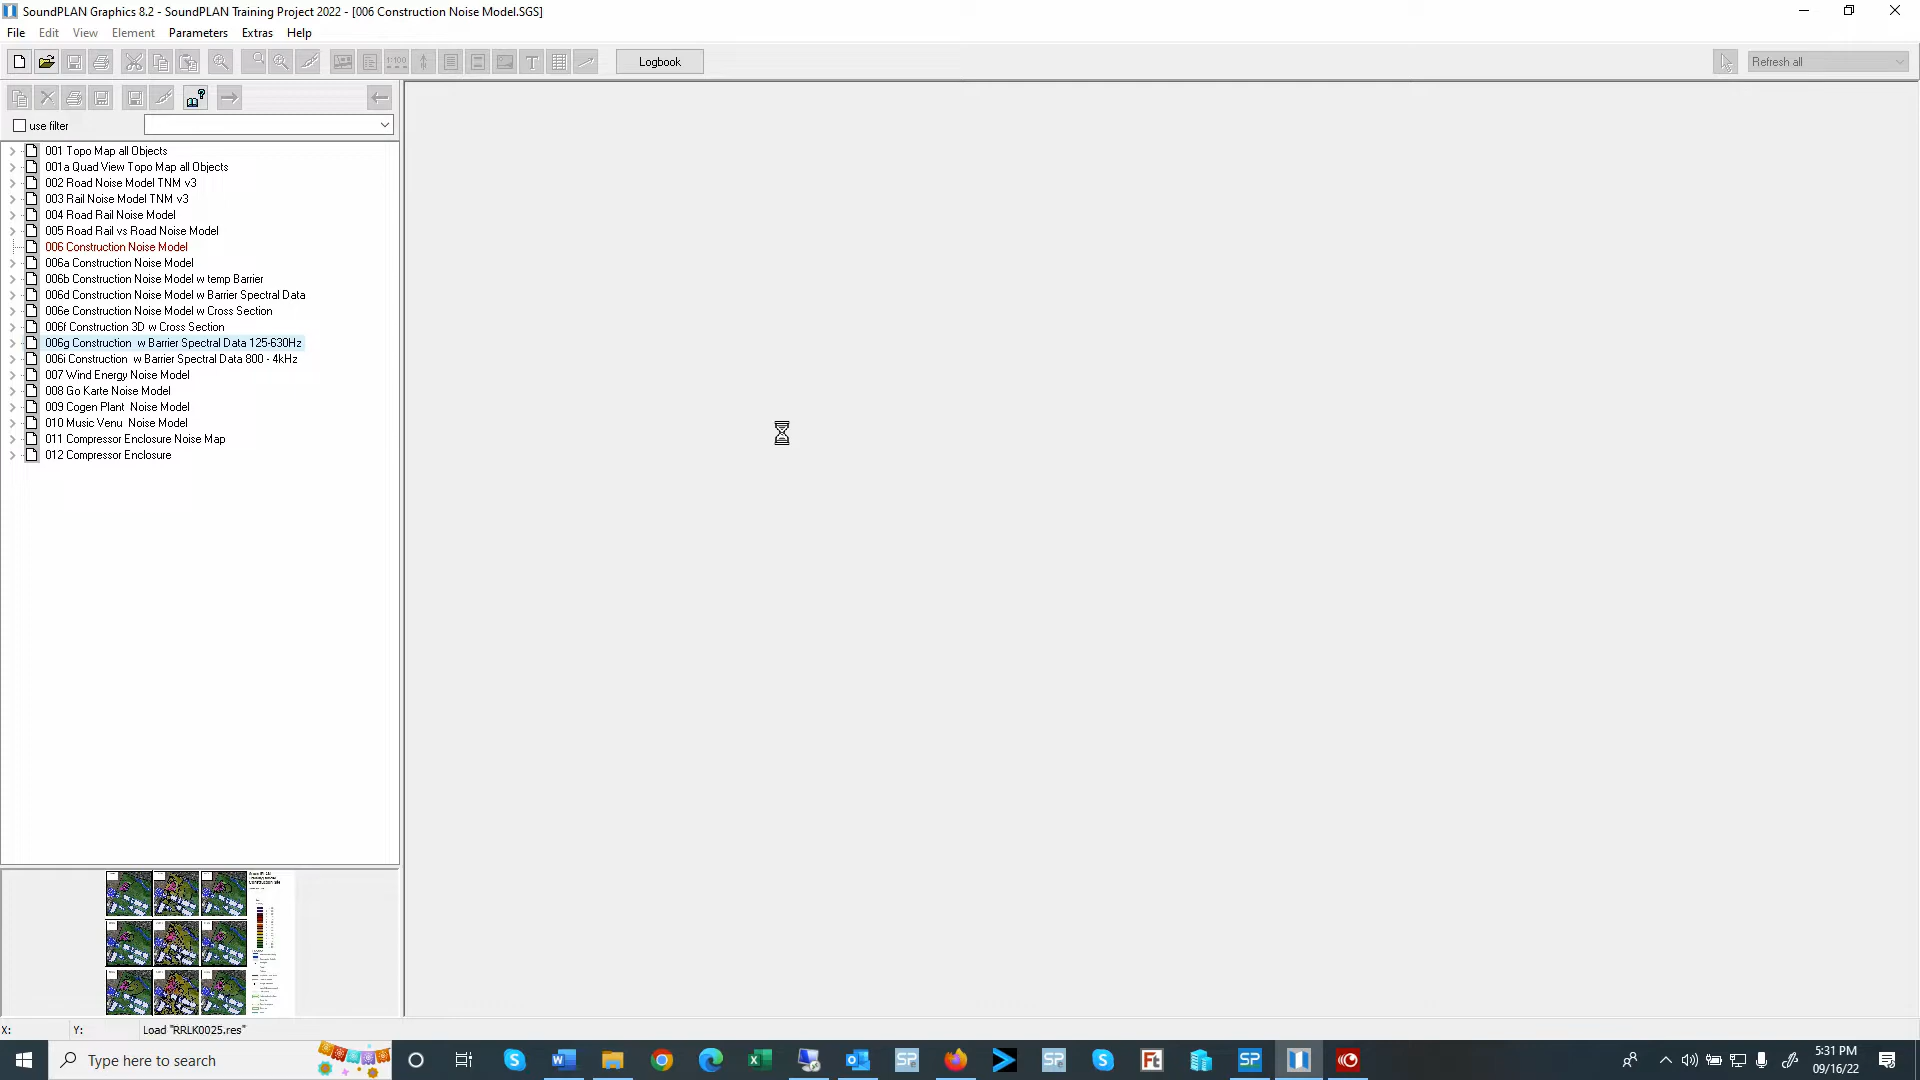 SoundPLAN Graphics 8.2 - SoundPLAN Training Project 2022 - [006 Construction Noise Model.SGS]
File Edit View Element Parameters Extras Help
1:100
T
Logbook
Refresh all
use filter
001 Topo Map all Objects
001a Quad View Topo Map all Objects
002 Road Noise Model TNM v3
003 Rail Noise Model TNM v3
004 Road Rail Noise Model
005 Road Rail vs Road Noise Model
006 Construction Noise Model
006a Construction Noise Model
006b Construction Noise Model w temp Barrier
006d Construction Noise Model w Barrier Spectral Data
006e Construction Noise Model w Cross Section
006f Construction 3D w Cross Section
006g Construction w Barrier Spectral Data 125-630Hz
006i Construction w Barrier Spectral Data 800 - 4kHz
007 Wind Energy Noise Model
008 Go Karte Noise Model
009 Cogen Plant Noise Model
010 Music Venu Noise Model
011 Compressor Enclosure Noise Map
012 Compressor Enclosure
X:
Y:
Load "RRLK0025.res"
Type here to search
SP
SP
Ft
SP
5:31 PM
09/16/22